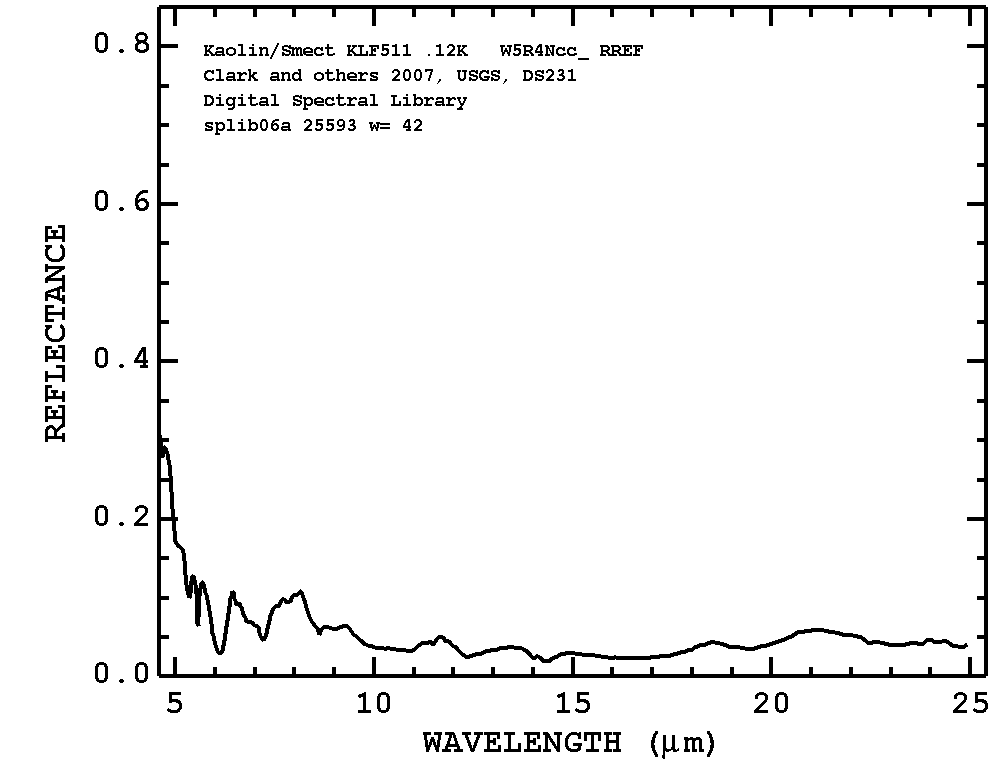 Kaolin/Smect KLF511 .12K W5R4Ncc_ RREF
Clark and others 2007, USGS, DS231
Digital Spectral Library
splib06a 25593 w= 42
0.8
0.6
0.4
0.2
0.0
REFLECTANCE
5 10 15 20 25
WAVELENGTH (μm)